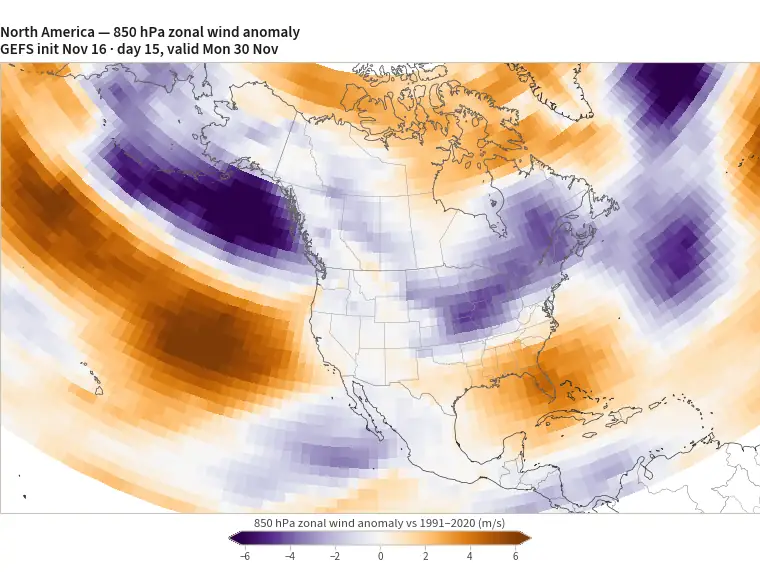 North America — 850 hPa zonal wind anomaly
GEFS init Nov 16 · day 15, valid Mon 30 Nov
850 hPa zonal wind anomaly vs 1991–2020 (m/s)
−6 −4 −2 0 2 4 6